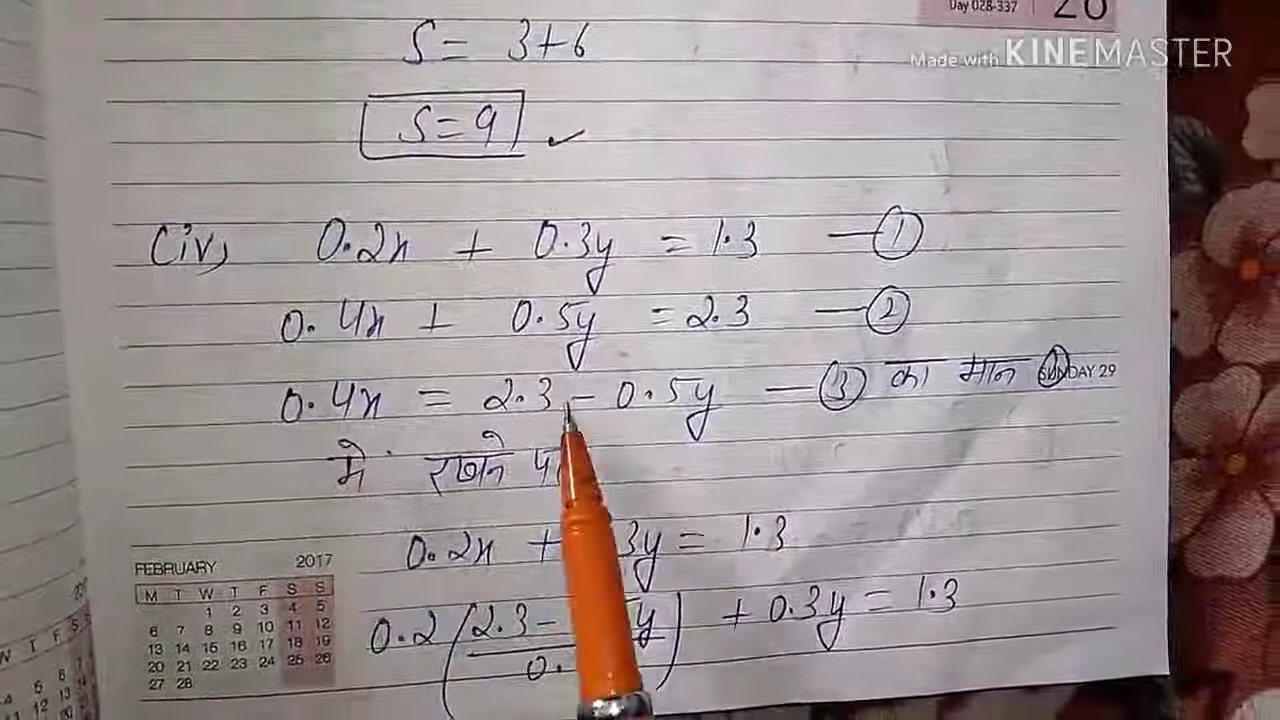 Day 028-337 26
Made with KINEMASTER
S = 3+6
S = 9 ✓
(iv) 0.2x + 0.3y = 1.3 — ①
0.4x + 0.5y = 2.3 — ②
0.4x = 2.3 - 0.5y — ③ का मान ①
SUNDAY 29
मे रखने
0.2x + 3y = 1.3
FEBRUARY 2017
M T W T F S S
1 2 3 4 5
6 7 8 9 10 11 12
13 14 15 16 17 18 19
20 21 22 23 24 25 26
27 28
0.2 (2.3 - y / 0.) + 0.3y = 1.3